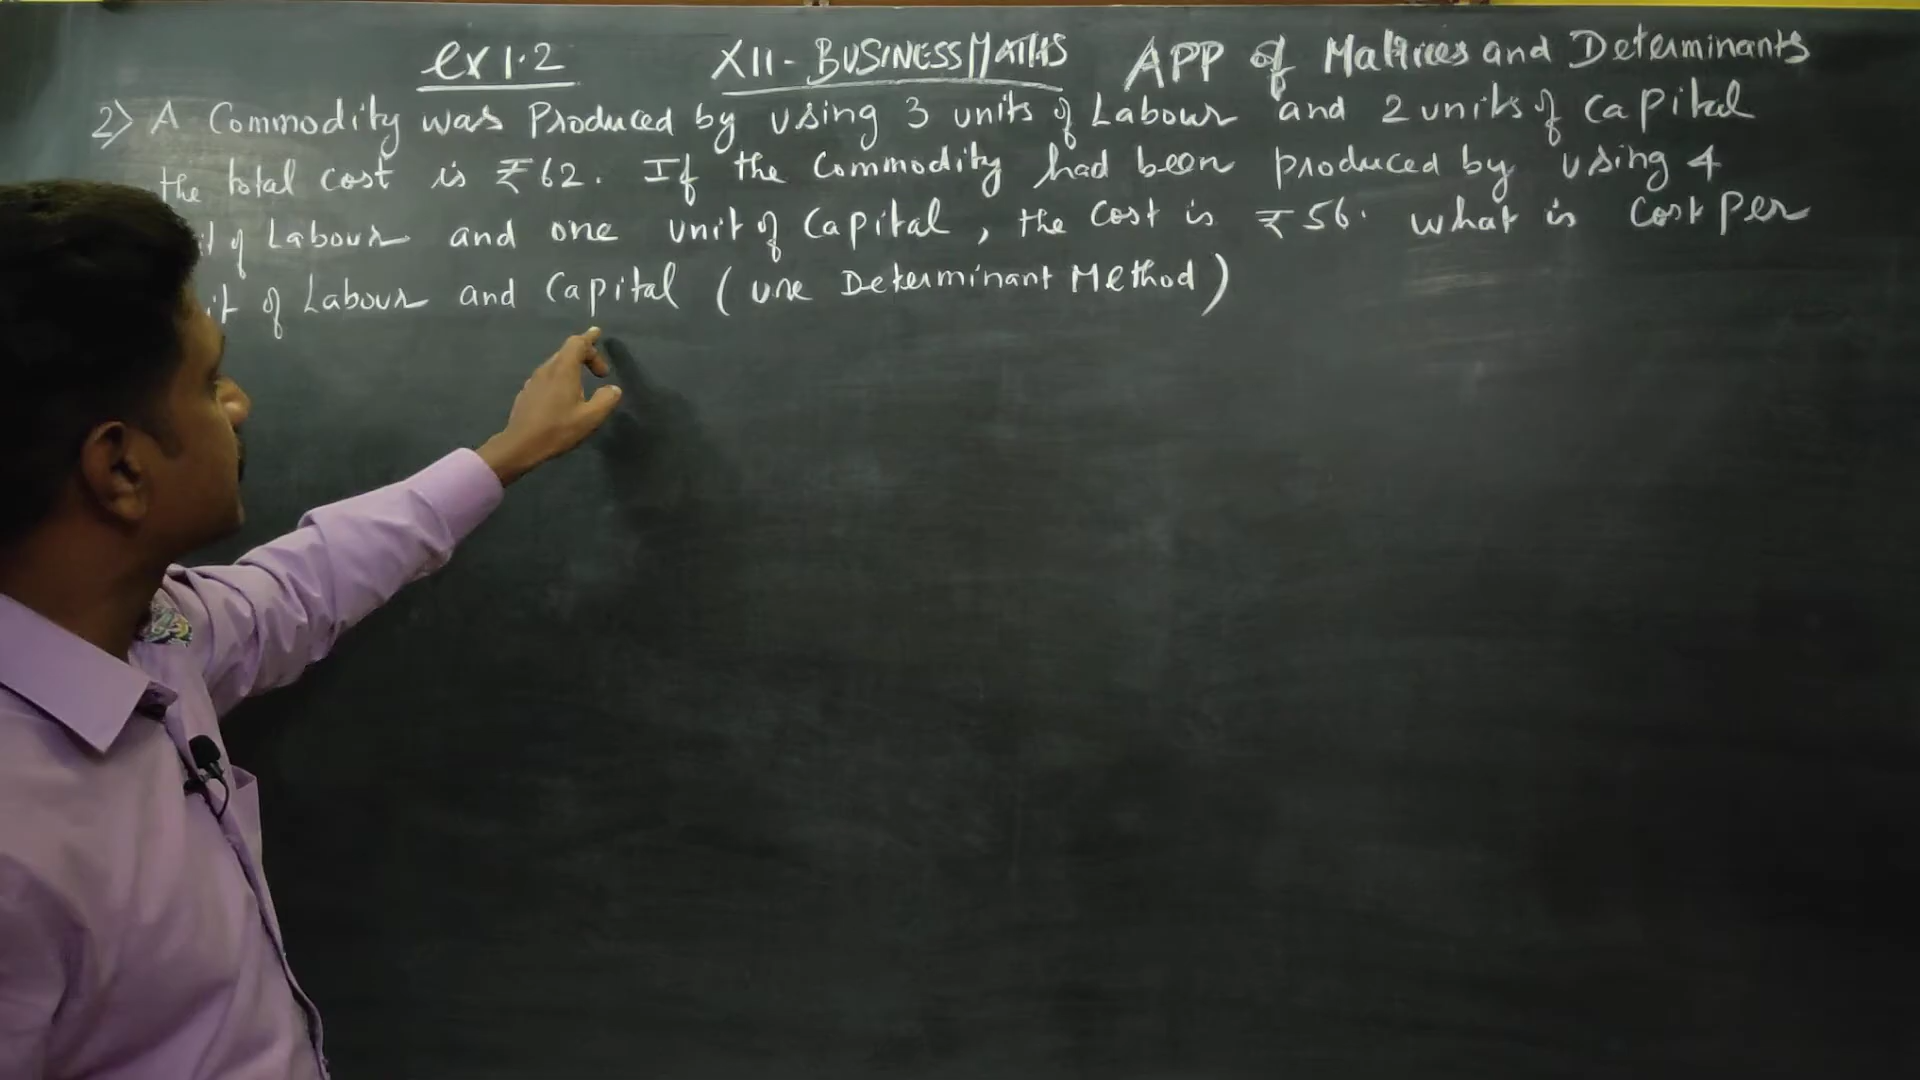 ex 1.2 XII - BUSINESS MATHS APP of Matrices and Determinants
2) A Commodity was Produced by using 3 units of Labour and 2 units of Capital
the total cost is ₹62. If the Commodity had been produced by using 4
of Labour and one unit of Capital, the cost is ₹56. what is Cost Per
of Labour and Capital (use Determinant Method)